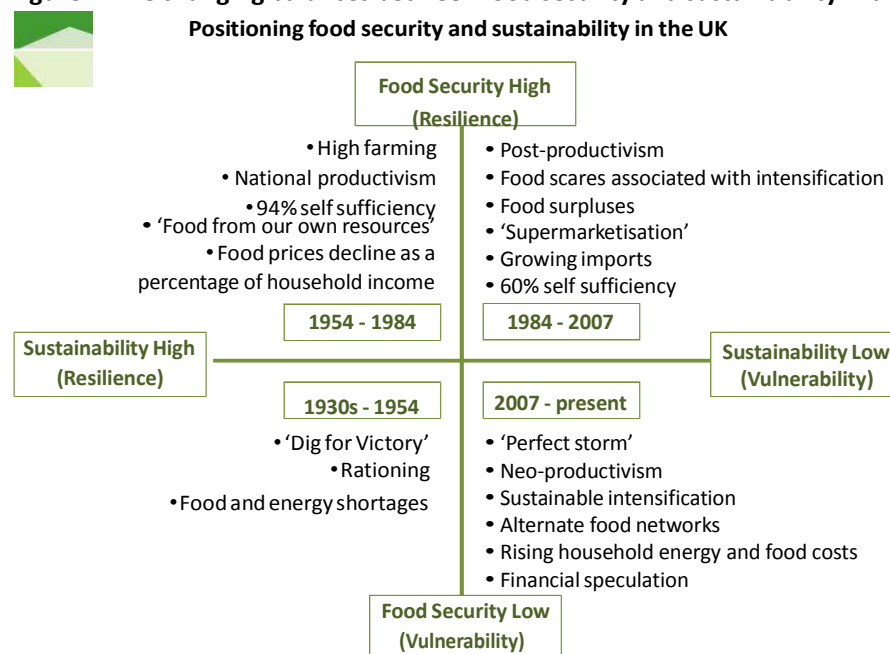 Positioning food security and sustainability in the UK
Food Security High
(Resilience)
• High farming
• National productivism
• 94% self sufficiency
• 'Food from our own resources'
• Food prices decline as a
percentage of household income
• Post-productivism
• Food scares associated with intensification
• Food surpluses
• 'Supermarketisation'
• Growing imports
• 60% self sufficiency
1954 - 1984
1984 - 2007
Sustainability High
(Resilience)
Sustainability Low
(Vulnerability)
1930s - 1954
2007 - present
• 'Dig for Victory'
• Rationing
• Food and energy shortages
• 'Perfect storm'
• Neo-productivism
• Sustainable intensification
• Alternate food networks
• Rising household energy and food costs
• Financial speculation
Food Security Low
(Vulnerability)